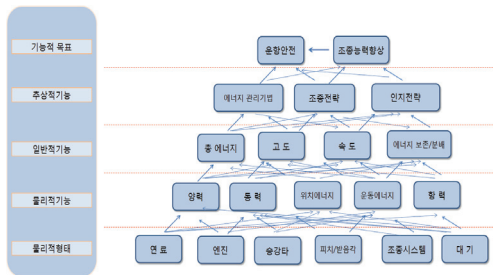 기능적 목표
운항안전
조종능력향상
추상적기능
에너지 관리기법
조종전략
인지전략
일반적기능
총 에너지
고 도
속 도
에너지 보존/분배
물리적기능
양력
동 력
위치에너지
운동에너지
항 력
물리적형태
연 료
엔진
승강타
피치/받음각
조종시스템
대 기